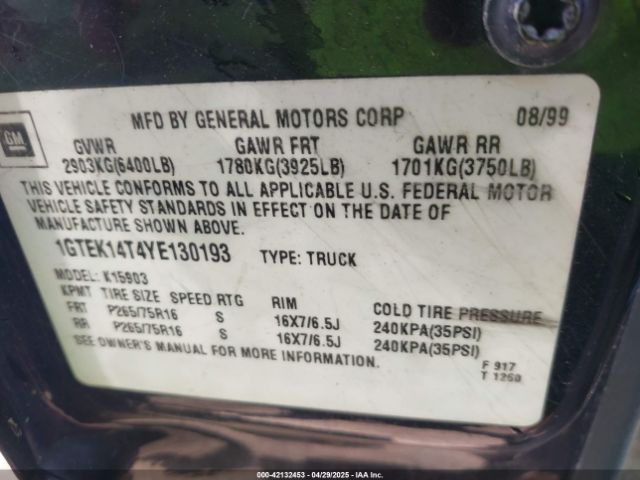 GM
MFD BY GENERAL MOTORS CORP 08/99
GVWR GAWR FRT GAWR RR
2903KG(6400LB) 1780KG(3925LB) 1701KG(3750LB)
THIS VEHICLE CONFORMS TO ALL APPLICABLE U.S. FEDERAL MOTOR
VEHICLE SAFETY STANDARDS IN EFFECT ON THE DATE OF
MANUFACTURE SHOWN ABOVE.
1GTEK14T4YE130193 TYPE: TRUCK
MODEL: K15903
KPMT TIRE SIZE SPEED RTG RIM COLD TIRE PRESSURE
FRT P265/75R16 S 16X7/6.5J 240KPA(35PSI)
RR P265/75R16 S 16X7/6.5J 240KPA(35PSI)
SEE OWNER'S MANUAL FOR MORE INFORMATION.
F 917
T 1260
000-42132453 - 04/29/2025 - IAA Inc.